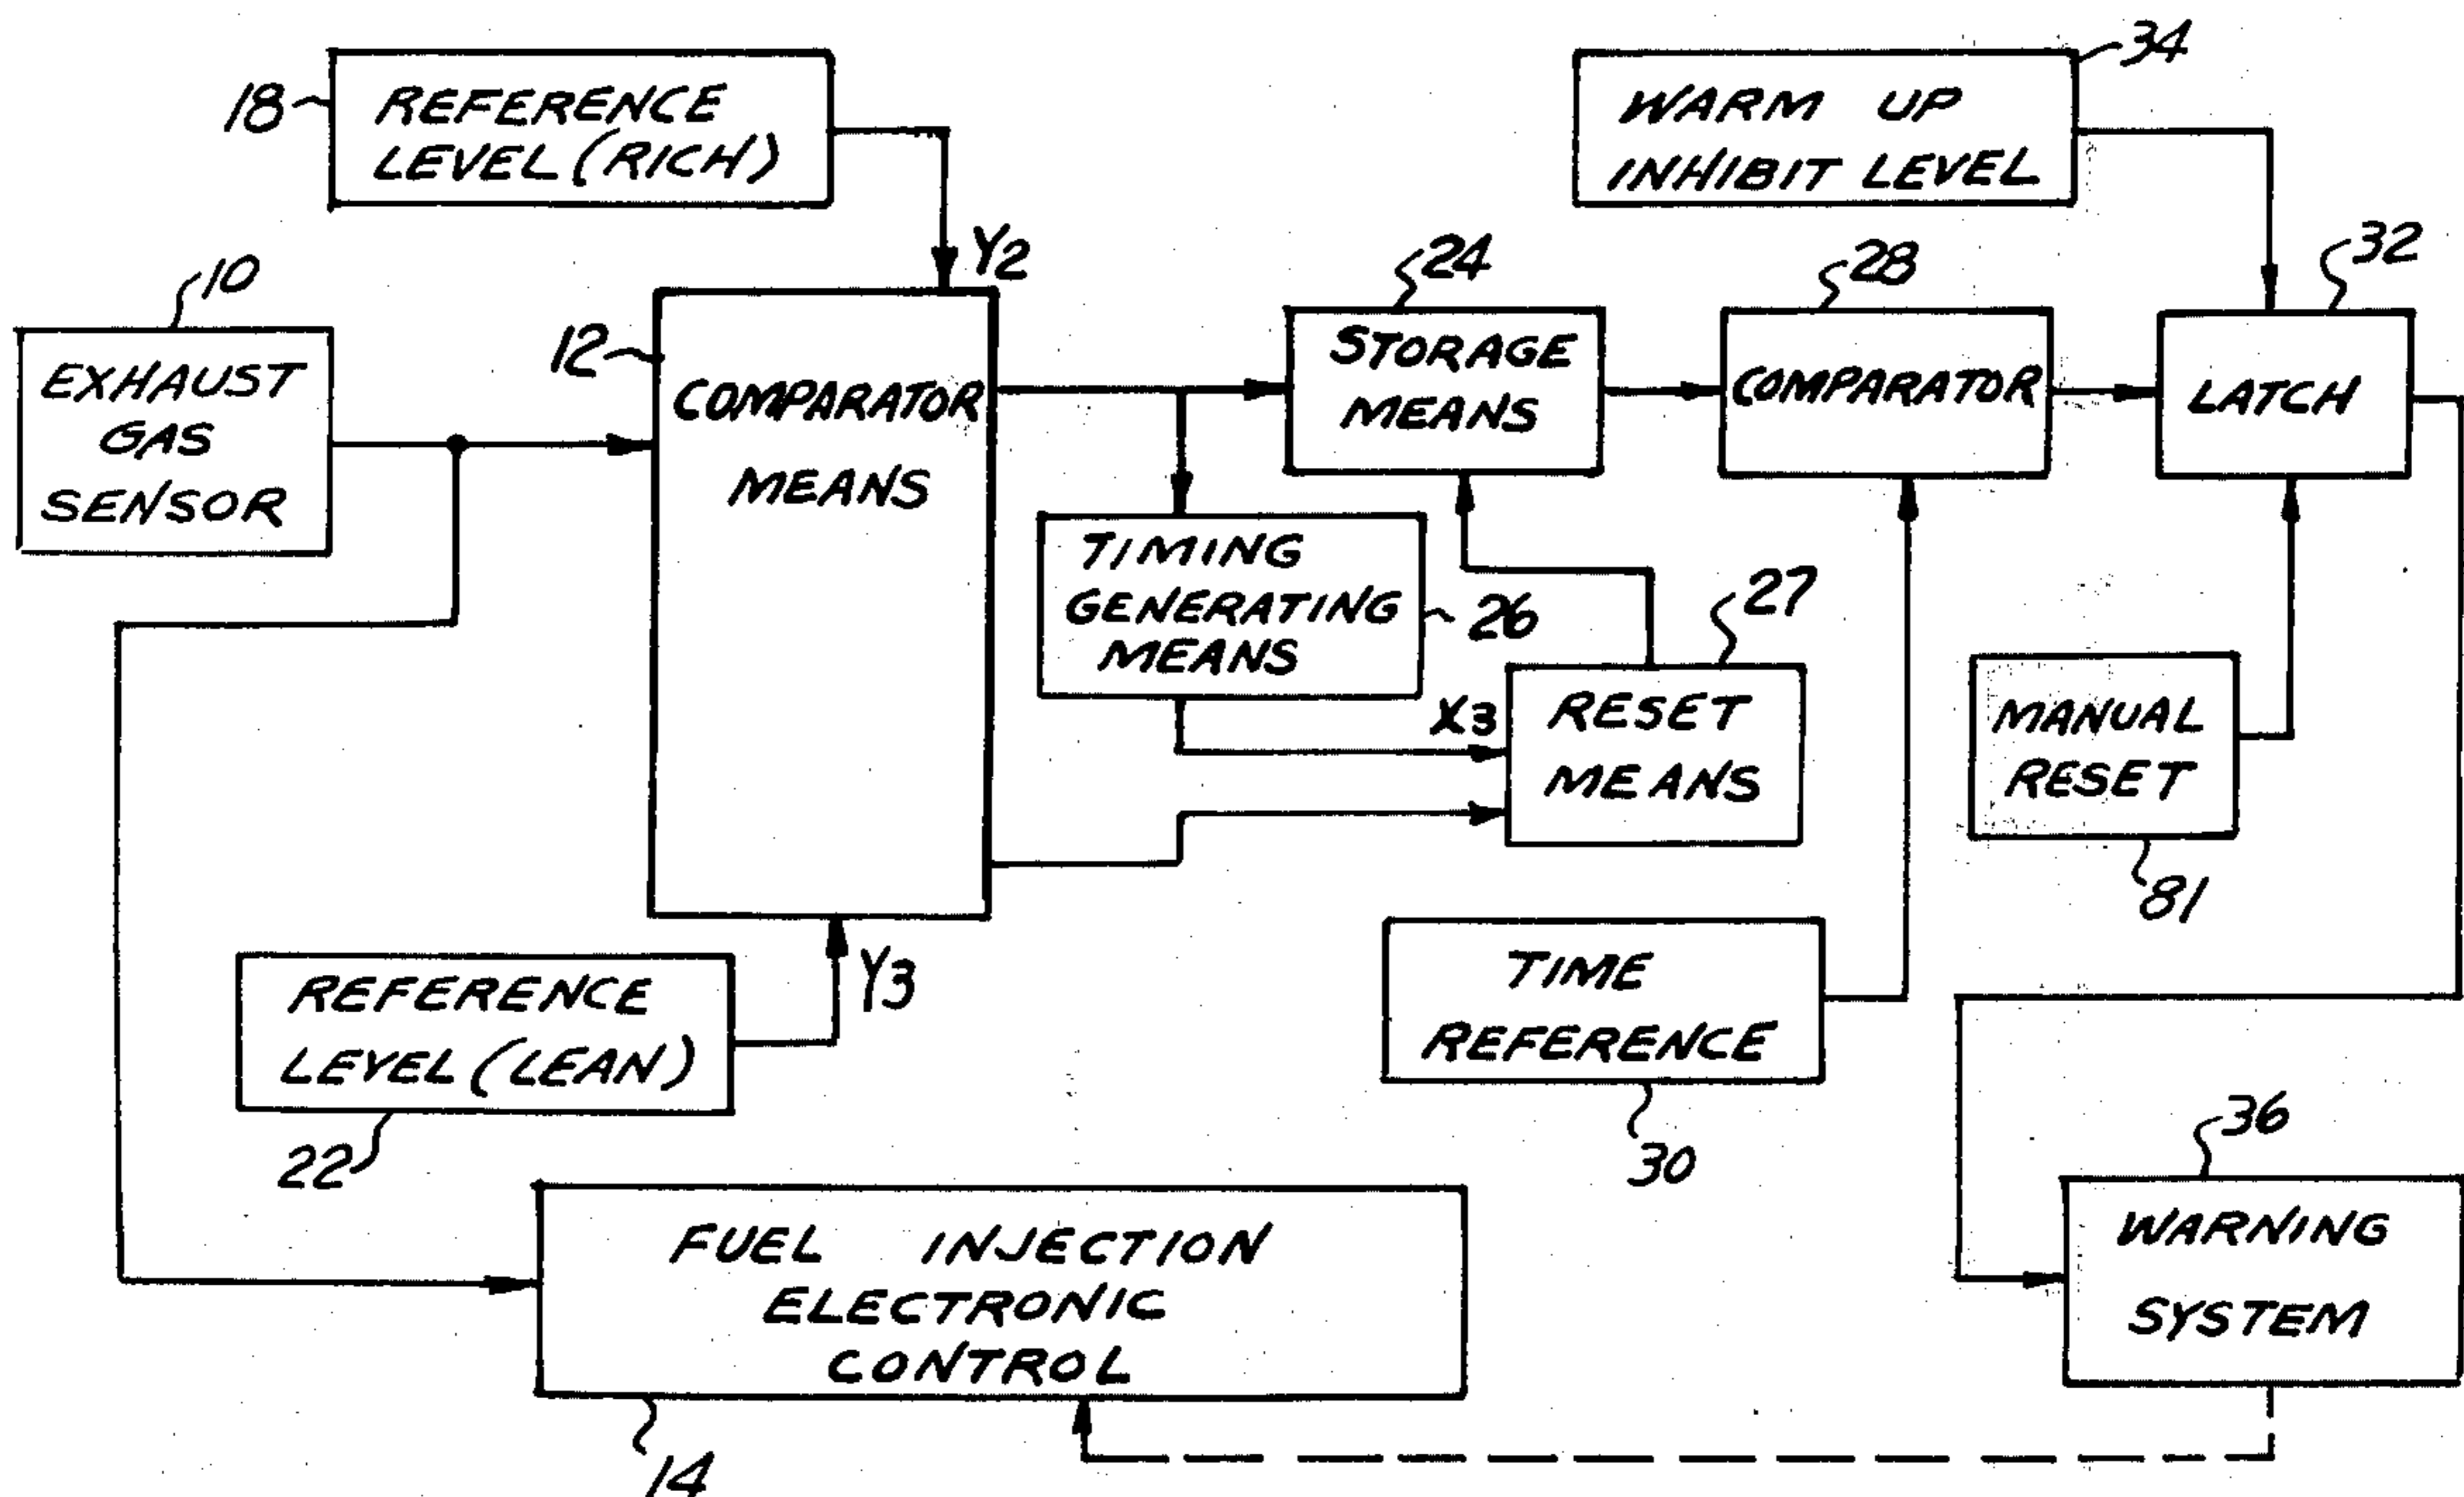 18
REFERENCE
LEVEL (RICH)
Y2
34
WARM UP
INHIBIT LEVEL
10
EXHAUST
GAS
SENSOR
12
COMPARATOR
MEANS
24
STORAGE
MEANS
28
COMPARATOR
32
LATCH
TIMING
GENERATING
MEANS
26
27
X3
RESET
MEANS
MANUAL
RESET
81
Y3
REFERENCE
LEVEL (LEAN)
22
TIME
REFERENCE
30
36
WARNING
SYSTEM
FUEL INJECTION
ELECTRONIC
CONTROL
14